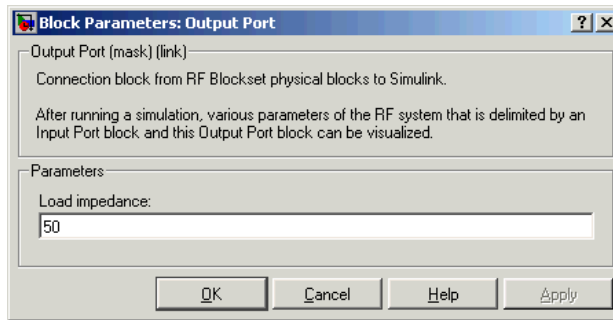 Block Parameters: Output Port
Output Port (mask) (link)
Connection block from RF Blockset physical blocks to Simulink.
After running a simulation, various parameters of the RF system that is delimited by an
Input Port block and this Output Port block can be visualized.
Parameters
Load impedance:
50
OK Cancel Help Apply